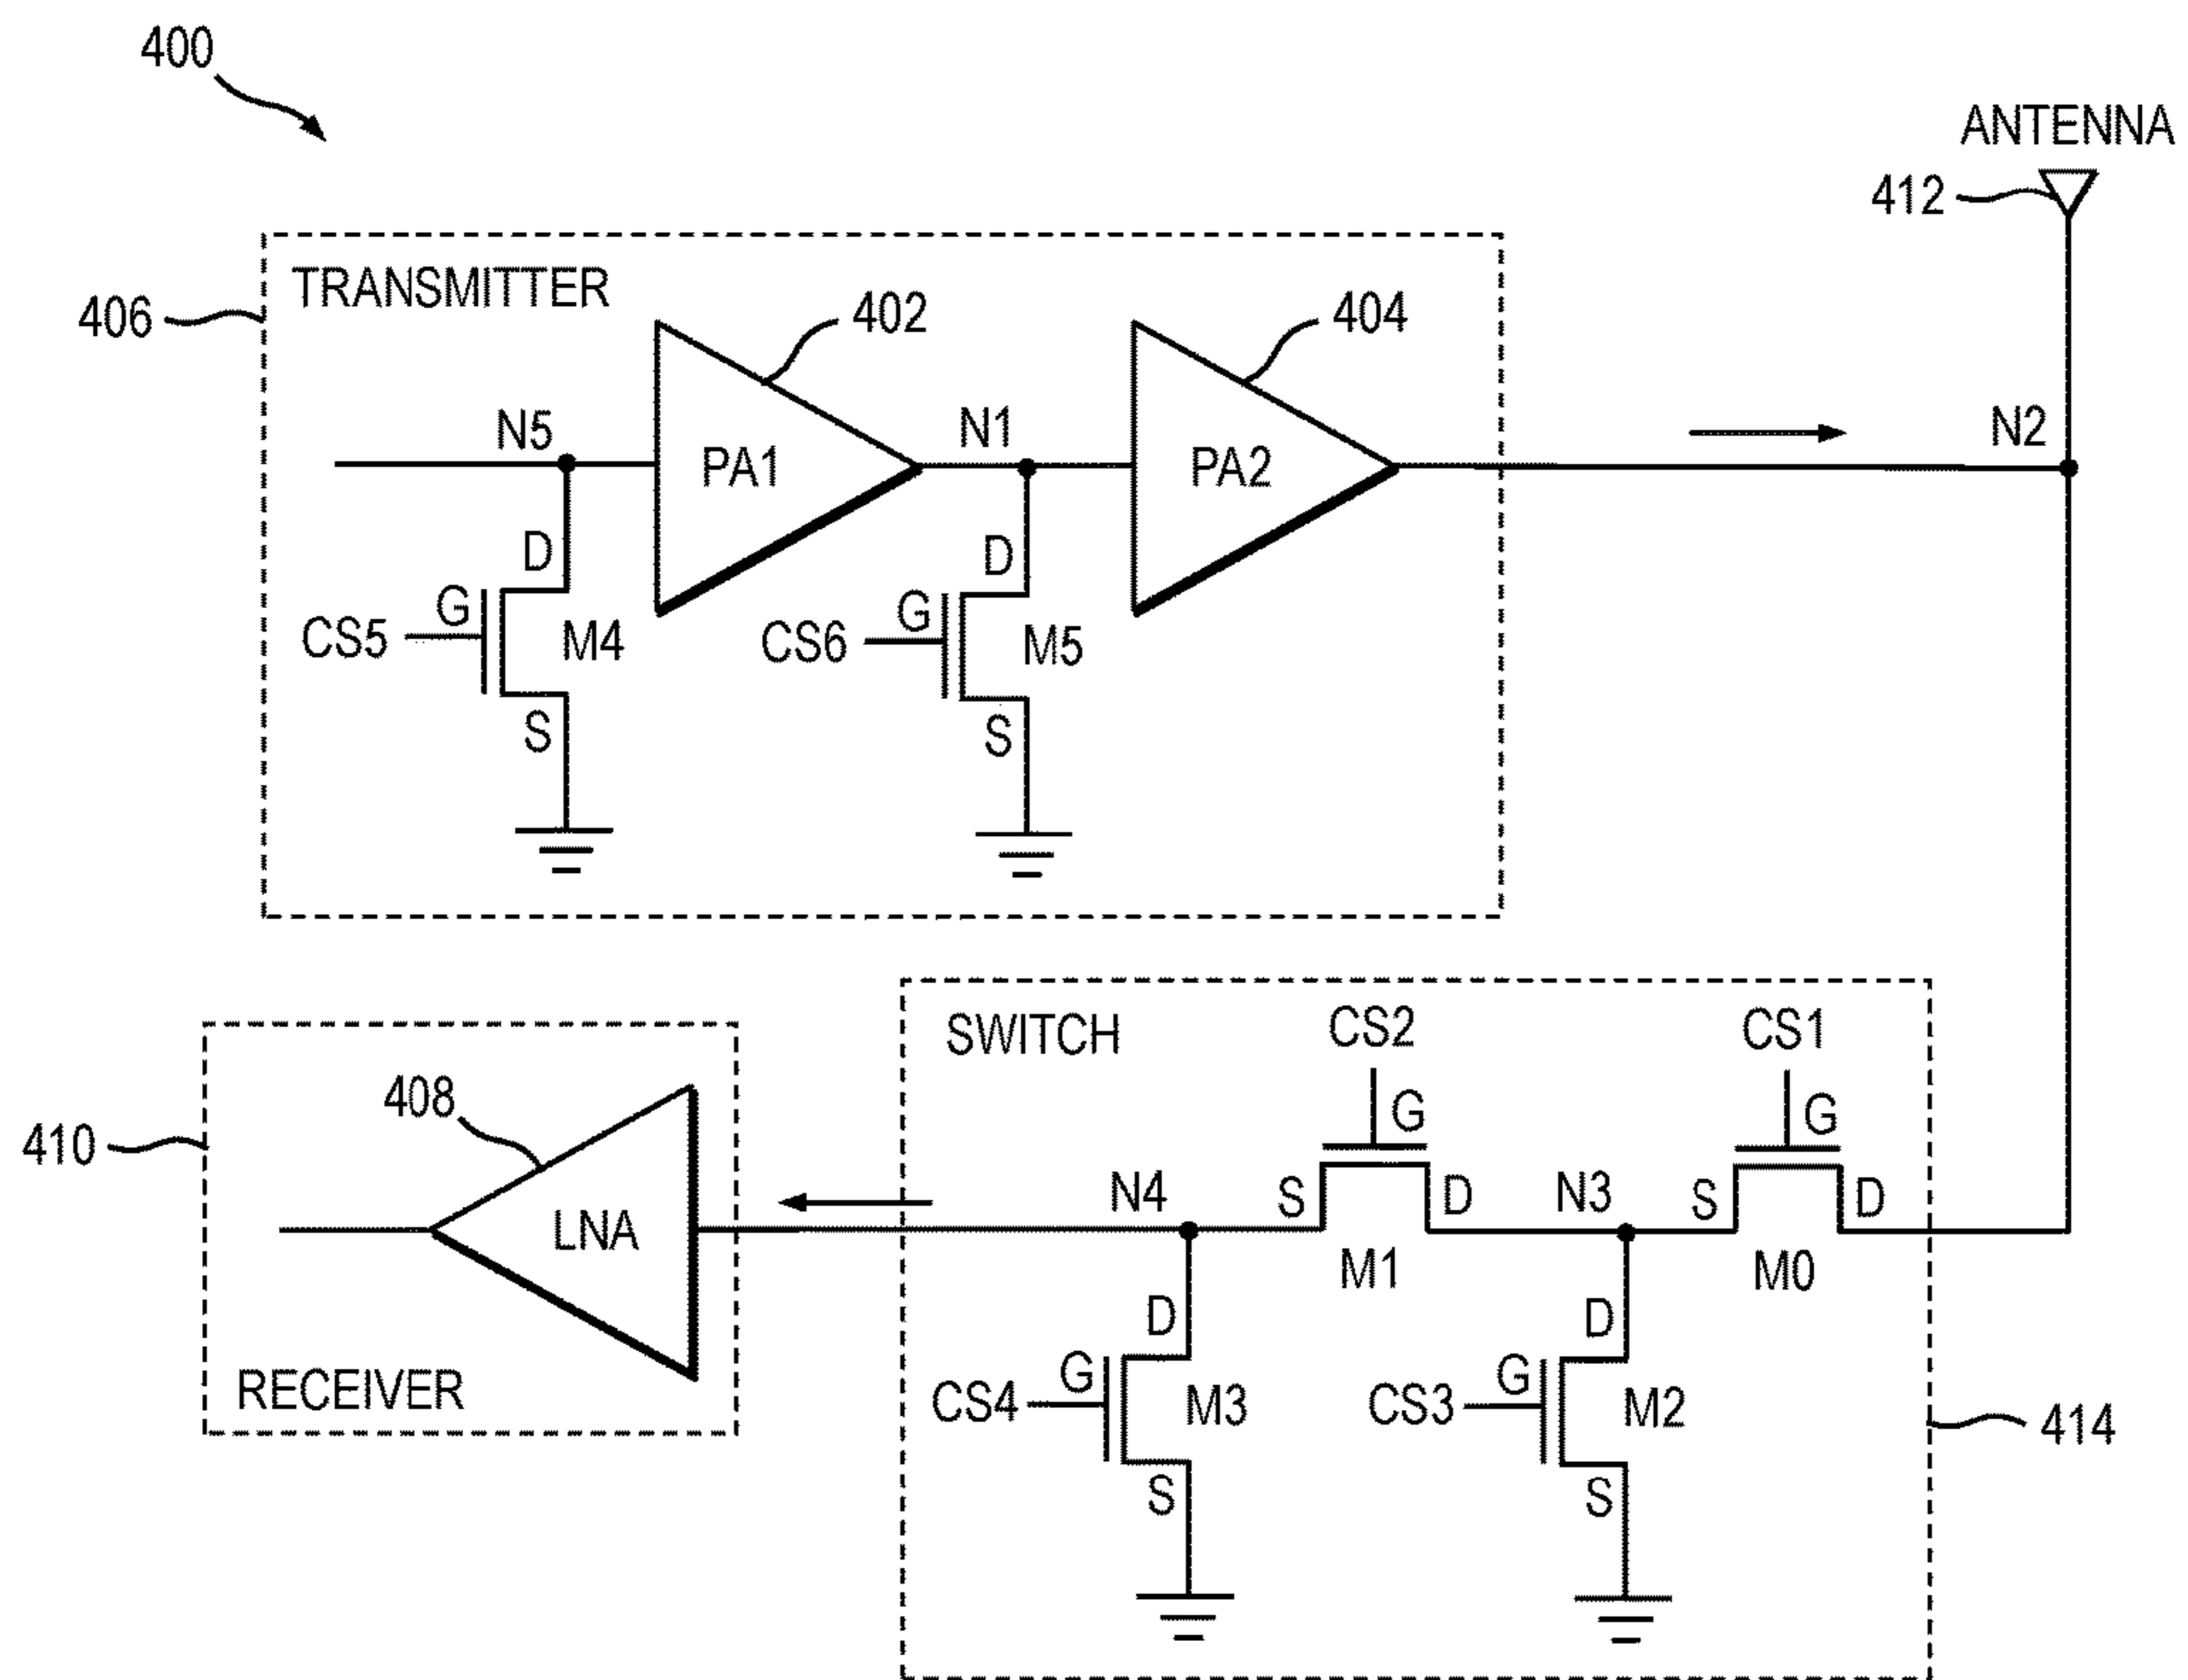 400
ANTENNA
412
TRANSMITTER
406
402
404
N5
N1
N2
PA1
PA2
D
D
G
G
CS5
M4
CS6
M5
S
S
SWITCH
CS2
CS1
408
G
G
410
N4
S
D
N3
S
D
LNA
M1
M0
D
D
RECEIVER
G
G
CS4
M3
CS3
M2
414
S
S